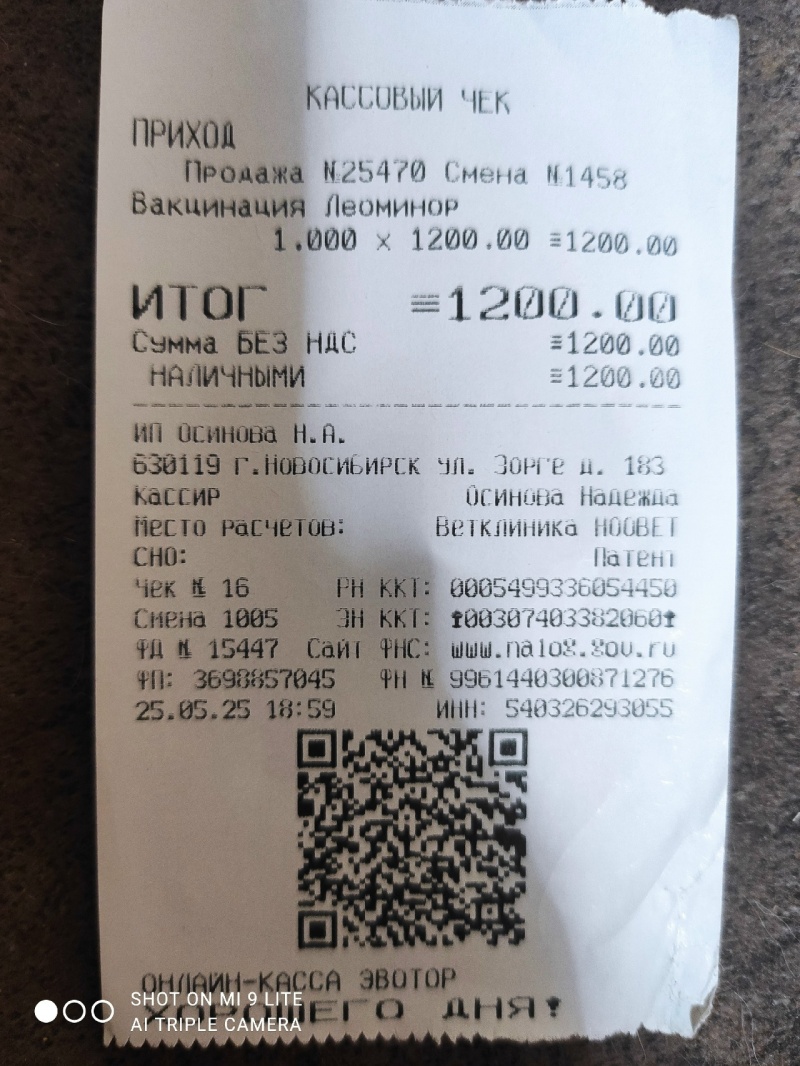 КАССОВЫЙ ЧЕК
ПРИХОД
Продажа №25470 Смена №1458
Вакцинация Леоминор
1.000 x 1200.00 ≡1200.00
ИТОГ ≡1200.00
Сумма БЕЗ НДС ≡1200.00
НАЛИЧНЫМИ ≡1200.00
ИП Осинова Н.А.
630119 г.Новосибирск ул. Зорге д. 183
Кассир Осинова Надежда
Место расчетов: Ветклиника НООВЕТ
СНО: Патент
Чек № 16 РН ККТ: 0005499336054450
Смена 1005 ЗН ККТ: 00307403382060
ФД № 15447 Сайт ФНС: www.nalog.gov.ru
ФП: 3698857045 ФН № 9961440300871276
25.05.25 18:59 ИНН: 540326293055
ОНЛАЙН-КАССА ЭВОТОР
ХОРОШЕГО ДНЯ!
SHOT ON MI 9 LITE
AI TRIPLE CAMERA